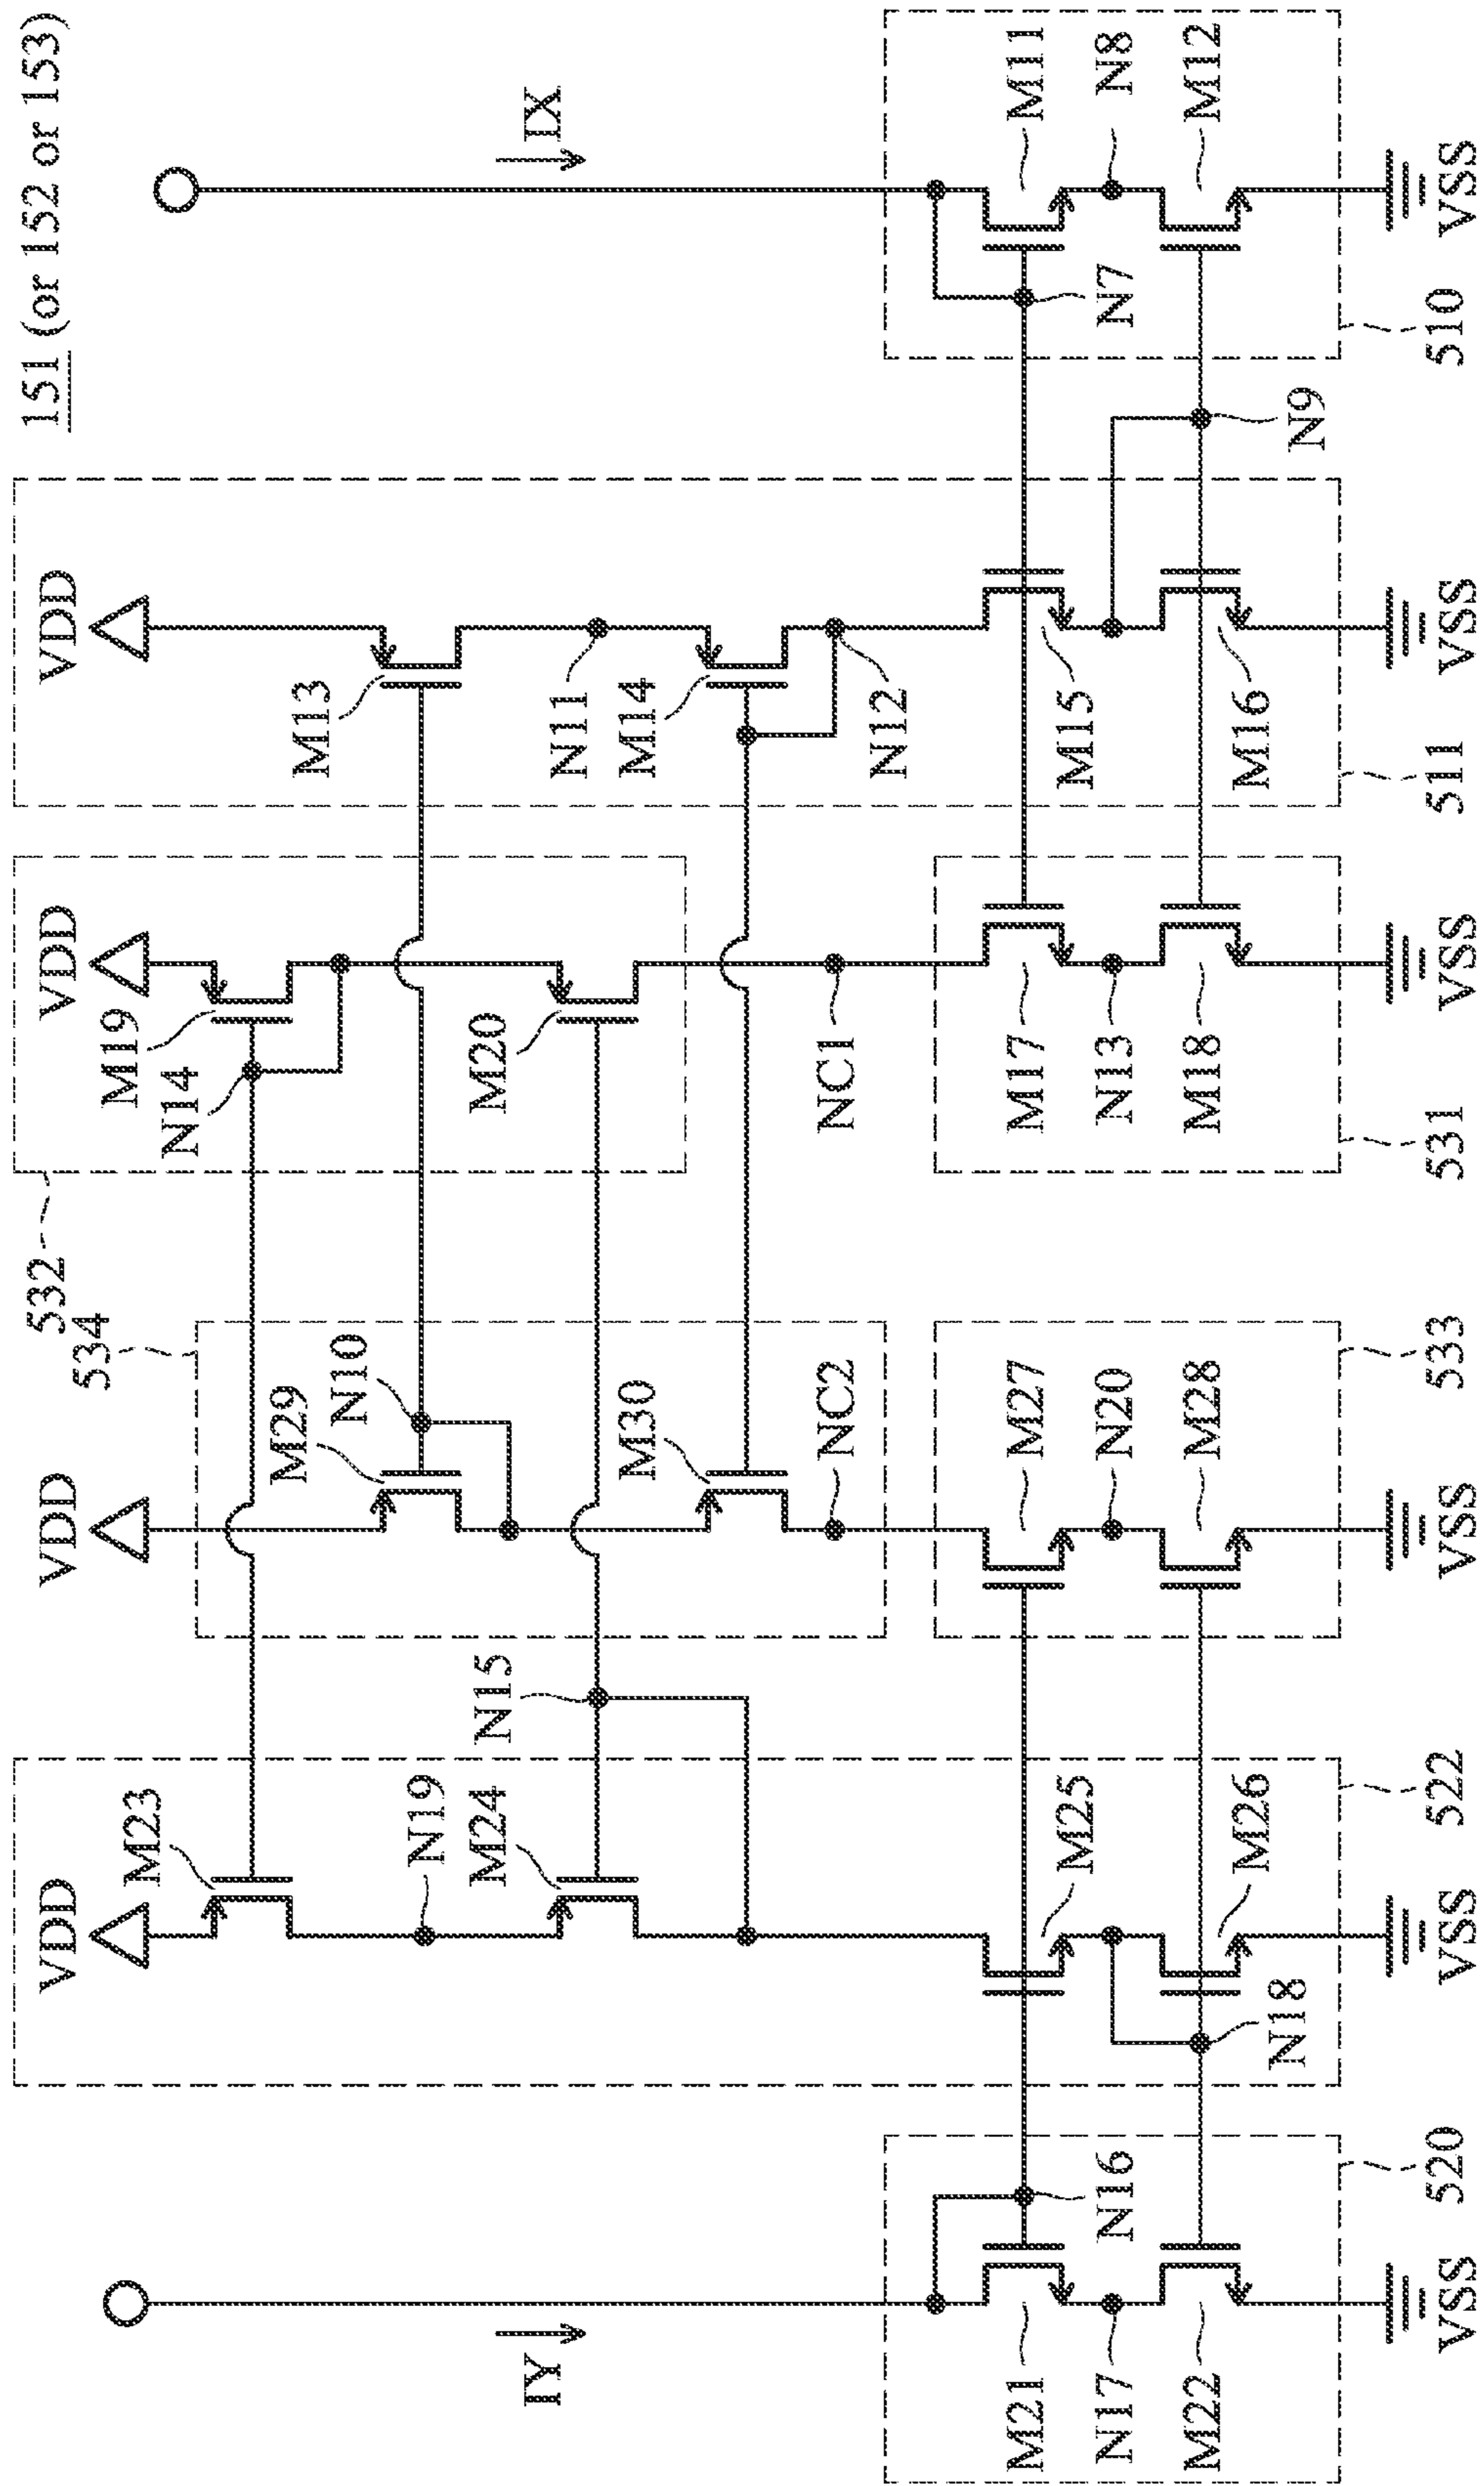 151 (or 152 or 153)
IY
520
M21
N17
M22
N16
VSS
522
VDD
M23
N19
M24
N15
M25
M26
N18
VSS
534
VDD
M29
N10
M30
NC2
533
M27
N20
M28
VSS
532
VDD
M19
N14
M20
NC1
531
M17
N13
M18
VSS
511
VDD
M13
N11
M14
N12
M15
M16
N9
VSS
510
IX
M11
N8
M12
N7
VSS